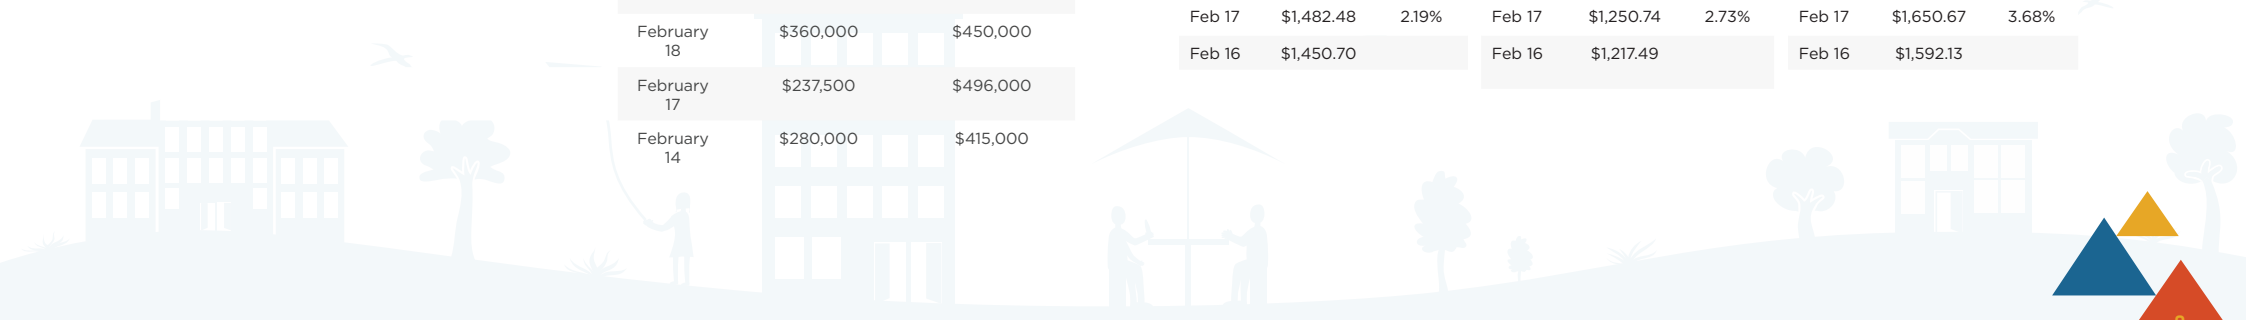 February $360,000 $450,000
18
February $237,500 $496,000
17
February $280,000 $415,000
14
Feb 17 $1,482.48 2.19%
Feb 16 $1,450.70
Feb 17 $1,250.74 2.73%
Feb 16 $1,217.49
Feb 17 $1,650.67 3.68%
Feb 16 $1,592.13